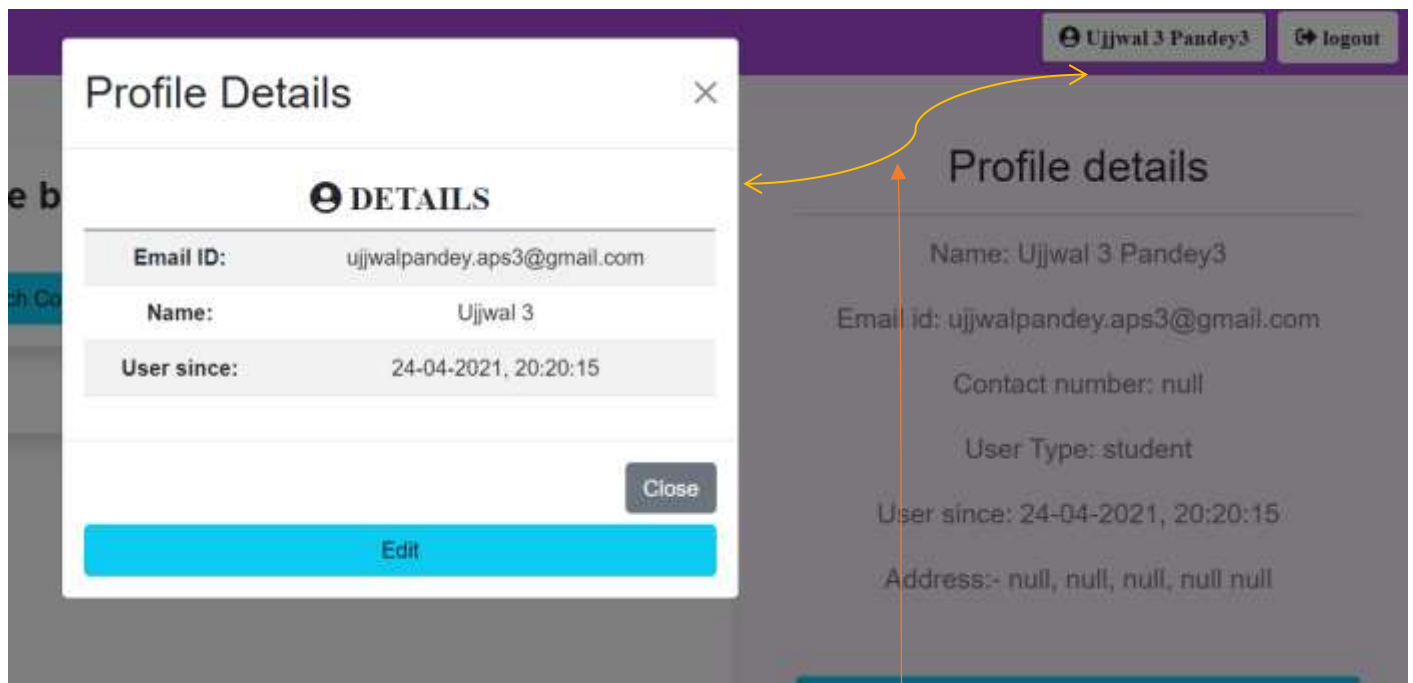 Ujjwal 3 Pandey3
logout
Profile Details
DETAILS
Email ID: ujjwalpandey.aps3@gmail.com
Name: Ujjwal 3
User since: 24-04-2021, 20:20:15
Close
Edit
e b
ch Co
Profile details
Name: Ujjwal 3 Pandey3
Email id: ujjwalpandey.aps3@gmail.com
Contact number: null
User Type: student
User since: 24-04-2021, 20:20:15
Address:- null, null, null, null null